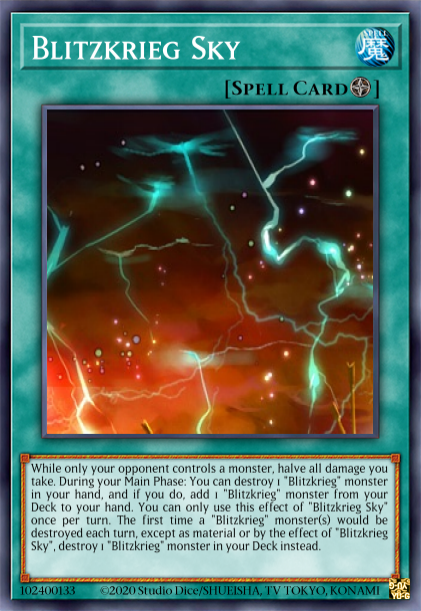 Blitzkrieg Sky
SPELL
魔
[Spell Card]
While only your opponent controls a monster, halve all damage you
take. During your Main Phase: You can destroy 1 "Blitzkrieg" monster
in your hand, and if you do, add 1 "Blitzkrieg" monster from your
Deck to your hand. You can only use this effect of "Blitzkrieg Sky"
once per turn. The first time a "Blitzkrieg" monster(s) would be
destroyed each turn, except as material or by the effect of "Blitzkrieg
Sky", destroy 1 "Blitzkrieg" monster in your Deck instead.
102400133 ©2020 Studio Dice/SHUEISHA, TV TOKYO, KONAMI